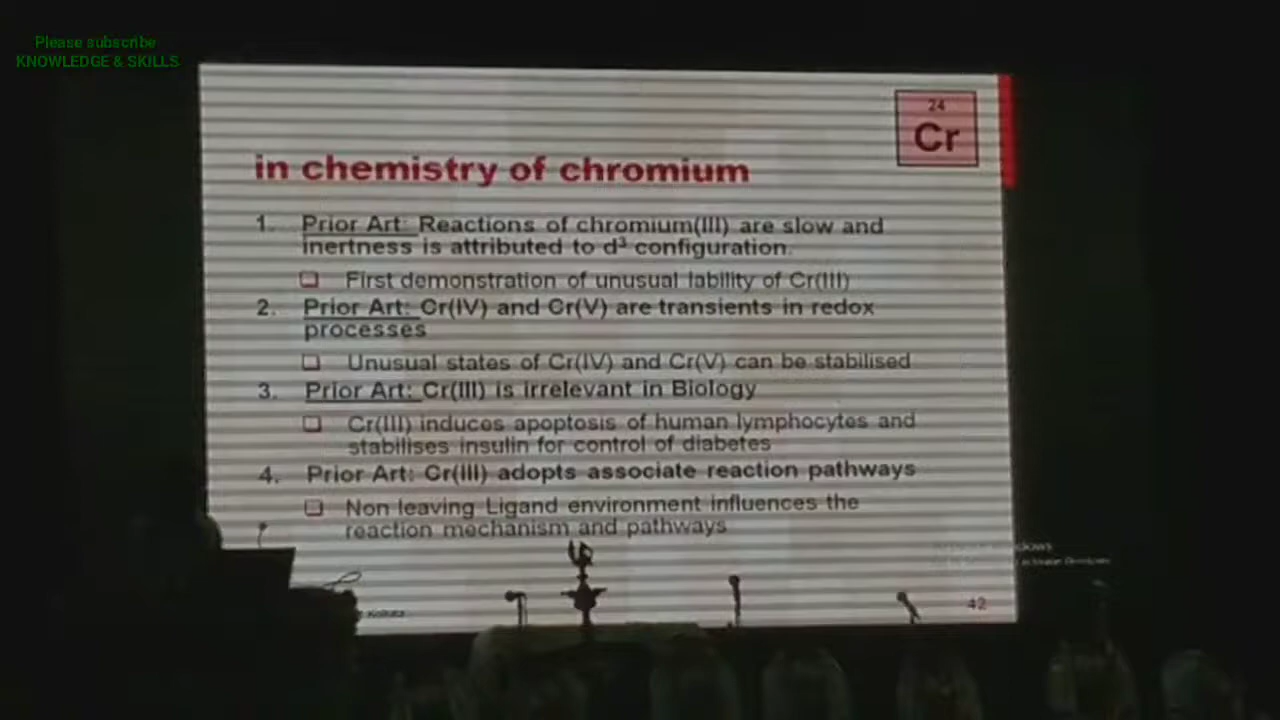 Please subscribe
KNOWLEDGE & SKILLS
24
Cr
in chemistry of chromium
1. Prior Art: Reactions of chromium(III) are slow and
inertness is attributed to d³ configuration.
❑ First demonstration of unusual lability of Cr(III)
2. Prior Art: Cr(IV) and Cr(V) are transients in redox
processes
❑ Unusual states of Cr(IV) and Cr(V) can be stabilised
3. Prior Art: Cr(III) is irrelevant in Biology
❑ Cr(III) induces apoptosis of human lymphocytes and
stabilises insulin for control of diabetes
4. Prior Art: Cr(III) adopts associate reaction pathways
❑ Non leaving Ligand environment influences the
reaction mechanism and pathways
42